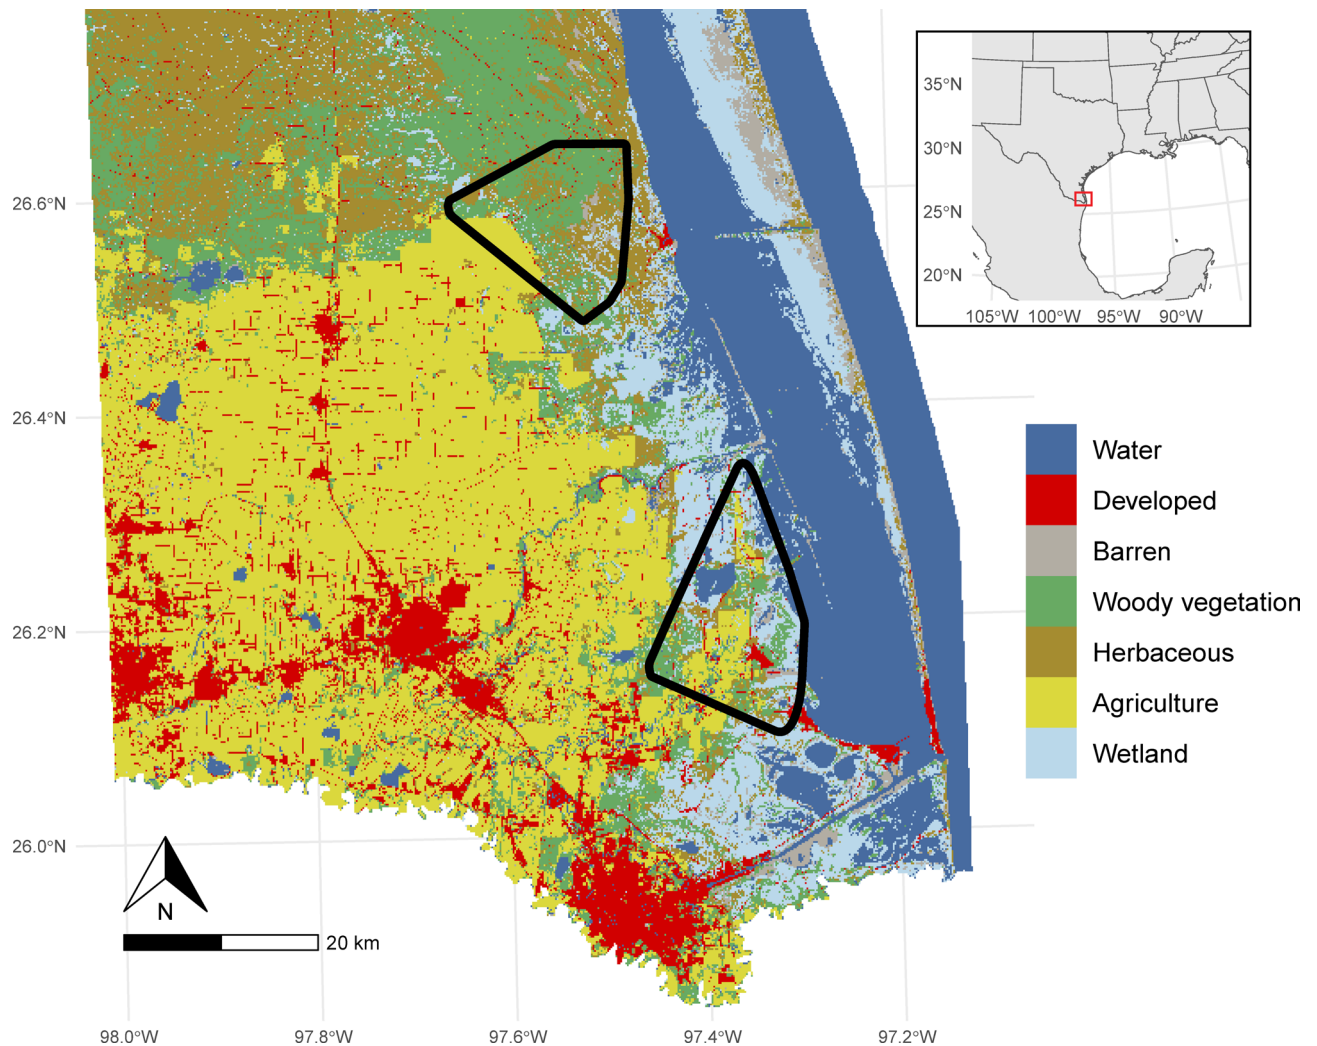 35°N
30°N
25°N
20°N
105°W 100°W 95°W 90°W
26.6°N
26.4°N
26.2°N
26.0°N
Water
Developed
Barren
Woody vegetation
Herbaceous
Agriculture
Wetland
N
20 km
98.0°W 97.8°W 97.6°W 97.4°W 97.2°W